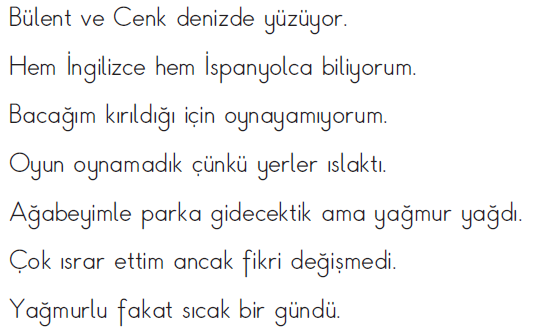 Bülent ve Cenk denizde yüzüyor.
Hem İngilizce hem İspanyolca biliyorum.
Bacağım kırıldığı için oynayamıyorum.
Oyun oynamadık çünkü yerler ıslaktı.
Ağabeyimle parka gidecektik ama yağmur yağdı.
Çok ısrar ettim ancak fikri değişmedi.
Yağmurlu fakat sıcak bir gündü.